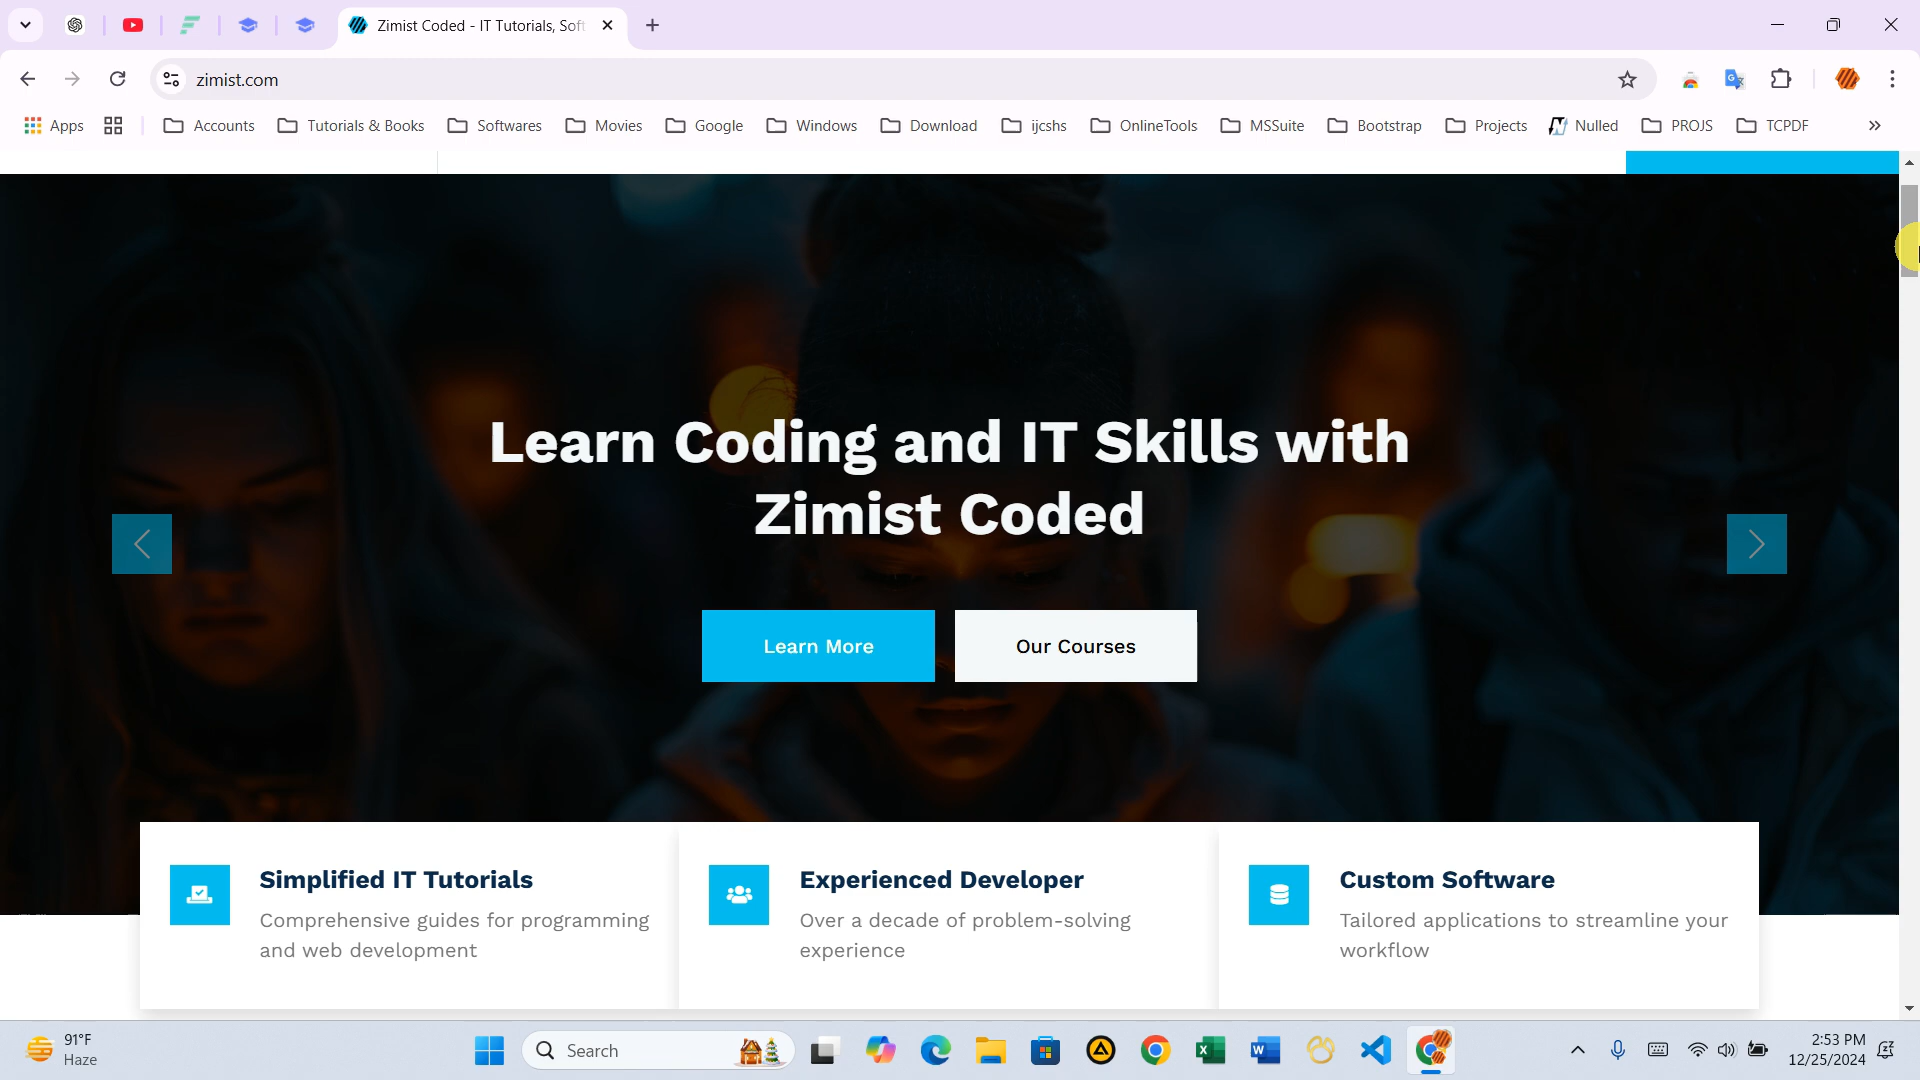 Zimist Coded - IT Tutorials, Soft
zimist.com
Apps Accounts Tutorials & Books Softwares Movies Google Windows Download ijcshs OnlineTools MSSuite Bootstrap Projects Nulled PROJS TCPDF
Learn Coding and IT Skills with
Zimist Coded
Learn More
Our Courses
Simplified IT Tutorials
Comprehensive guides for programming
and web development
Experienced Developer
Over a decade of problem-solving
experience
Custom Software
Tailored applications to streamline your
workflow
91°F
Haze
Search
2:53 PM
12/25/2024